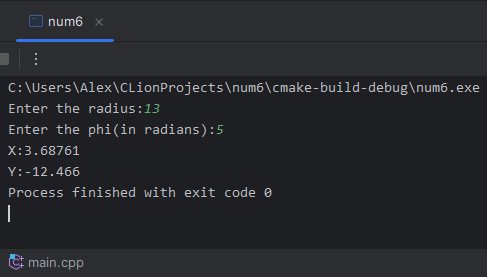 num6
C:\Users\Alex\CLionProjects\num6\cmake-build-debug\num6.exe
Enter the radius:13
Enter the phi(in radians):5
X:3.68761
Y:-12.466
Process finished with exit code 0
main.cpp